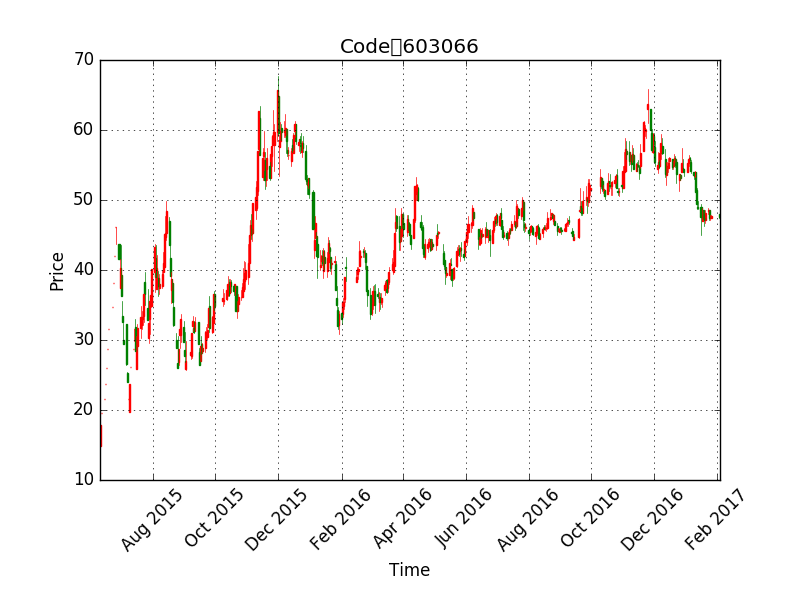 Code▯603066
70
60
50
40
30
20
10
Price
Aug 2015
Oct 2015
Dec 2015
Feb 2016
Apr 2016
Jun 2016
Aug 2016
Oct 2016
Dec 2016
Feb 2017
Time